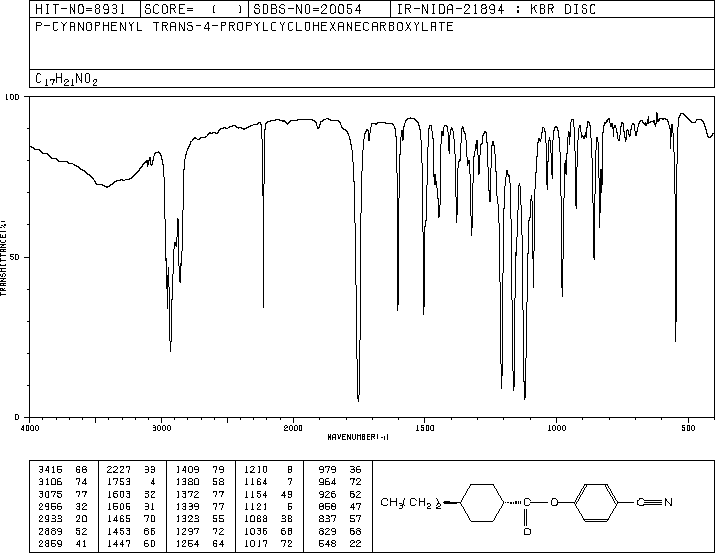 HIT-NO=8931 SCORE= ( ) SDBS-NO=20054 IR-NIDA-21894 : KBR DISC
P-CYANOPHENYL TRANS-4-PROPYLCYCLOHEXANECARBOXYLATE
C17H21NO2
100
50
0
TRANSMITTANCE(%)
4000 3000 2000 1500 1000 500
WAVENUMBER(-1)
3415 66 2227 33 1409 79 1210 8 979 36
3106 74 1753 4 1380 58 1164 7 964 72
3075 77 1603 32 1372 77 1154 49 926 62
2956 32 1506 31 1339 77 1121 5 858 47
2933 20 1465 70 1323 55 1088 38 837 57
2889 52 1453 66 1297 72 1036 68 829 58
2859 41 1447 60 1254 64 1017 72 548 22
CH3(CH2)2 C O C≡N
O